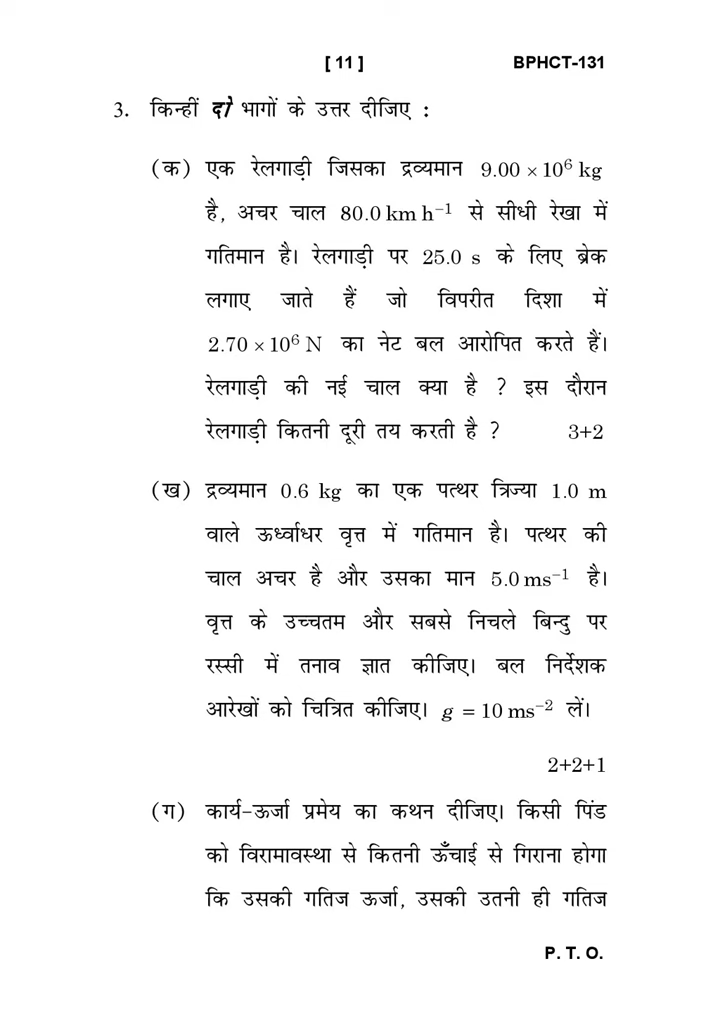 [ 11 ] BPHCT-131
3. किन्हीं दो भागों के उत्तर दीजिए :
(क) एक रेलगाड़ी जिसका द्रव्यमान 9.00 × 10⁶ kg
है, अचर चाल 80.0 km h⁻¹ से सीधी रेखा में
गतिमान है। रेलगाड़ी पर 25.0 s के लिए ब्रेक
लगाए जाते हैं जो विपरीत दिशा में
2.70 × 10⁶ N का नेट बल आरोपित करते हैं।
रेलगाड़ी की नई चाल क्या है ? इस दौरान
रेलगाड़ी कितनी दूरी तय करती है ? 3+2
(ख) द्रव्यमान 0.6 kg का एक पत्थर त्रिज्या 1.0 m
वाले ऊर्ध्वाधर वृत्त में गतिमान है। पत्थर की
चाल अचर है और उसका मान 5.0 ms⁻¹ है।
वृत्त के उच्चतम और सबसे निचले बिन्दु पर
रस्सी में तनाव ज्ञात कीजिए। बल निर्देशक
आरेखों को चित्रित कीजिए। g = 10 ms⁻² लें।
2+2+1
(ग) कार्य-ऊर्जा प्रमेय का कथन दीजिए। किसी पिंड
को विरामावस्था से कितनी ऊँचाई से गिराना होगा
कि उसकी गतिज ऊर्जा, उसकी उतनी ही गतिज
P. T. O.